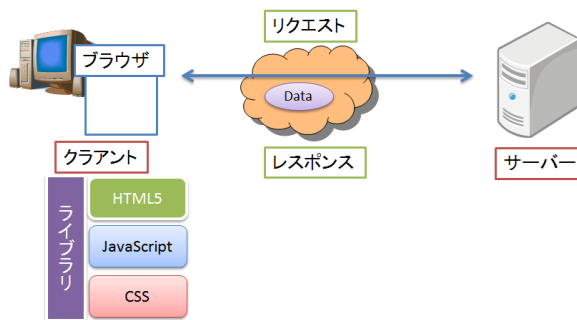 リクエスト
ブラウザ
Data
クラアント
レスポンス
サーバー
ライブラリ
HTML5
JavaScript
CSS